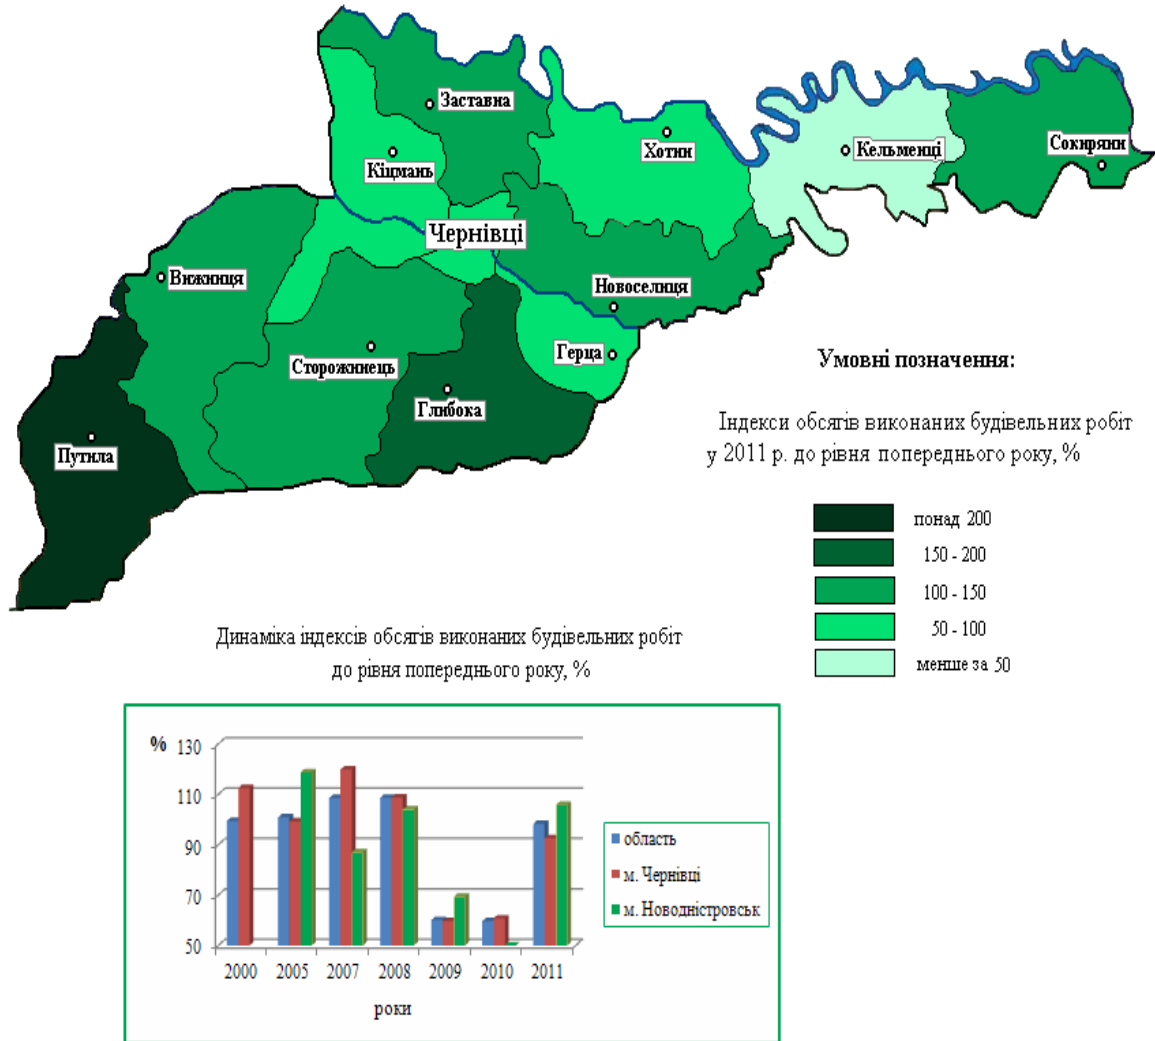 Заставна
Кіцмань
Хотин
Кельменці
Сокиряни
Чернівці
Вижниця
Новоселиця
Сторожинець
Герца
Глибока
Путила
Умовні позначення:
Індекси обсягів виконаних будівельних робіт
у 2011 р. до рівня попереднього року, %
понад 200
150 - 200
100 - 150
50 - 100
менше за 50
Динаміка індексів обсягів виконаних будівельних робіт
до рівня попереднього року, %
%
130
110
90
70
50
2000 2005 2007 2008 2009 2010 2011
роки
область
м. Чернівці
м. Новодністровськ